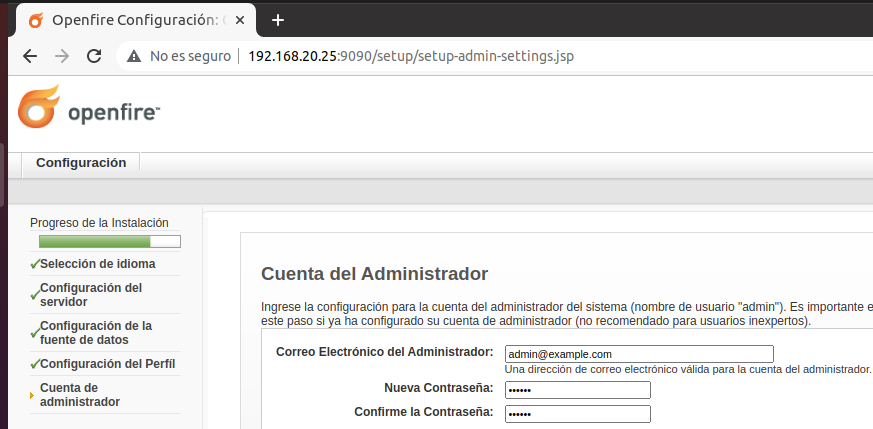 Openfire Configuración:
No es seguro 192.168.20.25:9090/setup/setup-admin-settings.jsp
openfire™
Configuración
Progreso de la Instalación
Selección de idioma
Configuración del
servidor
Configuración de la
fuente de datos
Configuración del Perfíl
Cuenta de
administrador
Cuenta del Administrador
Ingrese la configuración para la cuenta del administrador del sistema (nombre de usuario "admin"). Es importante
este paso si ya ha configurado su cuenta de administrador (no recomendado para usuarios inexpertos).
Correo Electrónico del Administrador: admin@example.com
Una dirección de correo electrónico válida para la cuenta del administrador.
Nueva Contraseña: ••••••
Confirme la Contraseña: ••••••